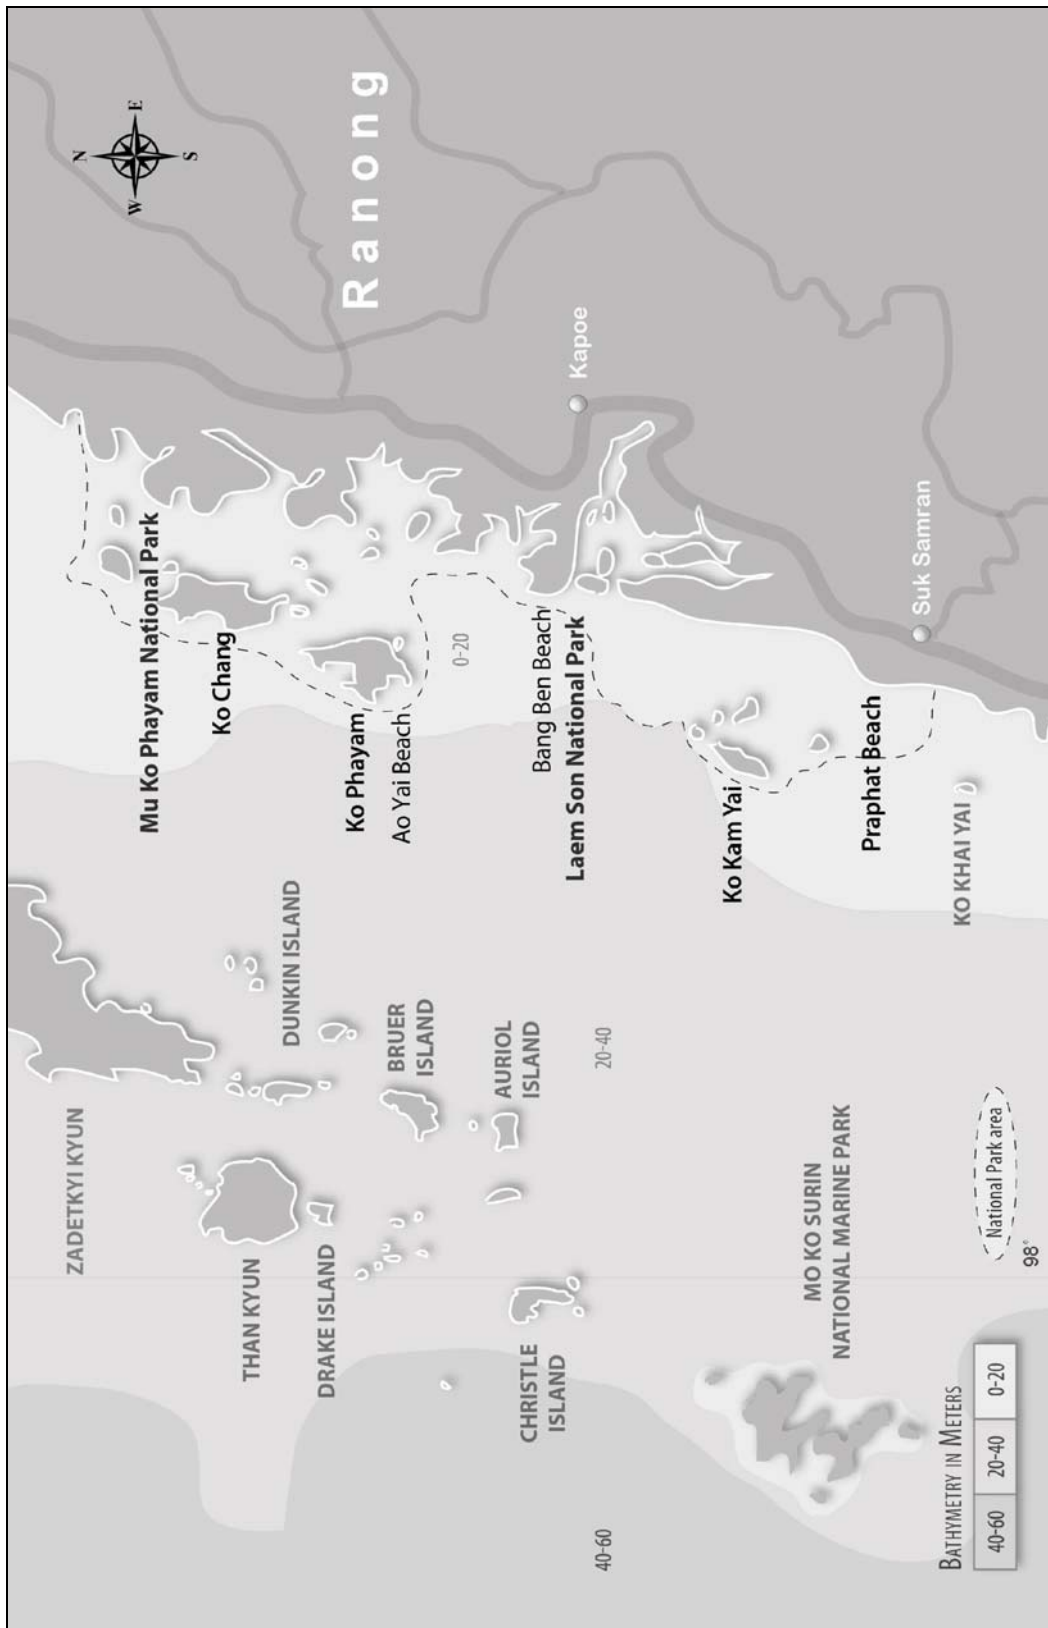 N
W
E
S
Ranong
Mu Ko Phayam National Park
Ko Chang
Ko Phayam
Ao Yai Beach
0-20
Kapoe
Bang Ben Beach
Laem Son National Park
Suk Samran
Ko Kam Yai
Praphat Beach
KO KHAI YAI
ZADETKYI KYUN
DUNKIN ISLAND
THAN KYUN
DRAKE ISLAND
BRUER
ISLAND
AURIOL
ISLAND
20-40
CHRISTLE
ISLAND
40-60
MO KO SURIN
NATIONAL MARINE PARK
National Park area
98°
BATHYMETRY IN METERS
40-60
20-40
0-20